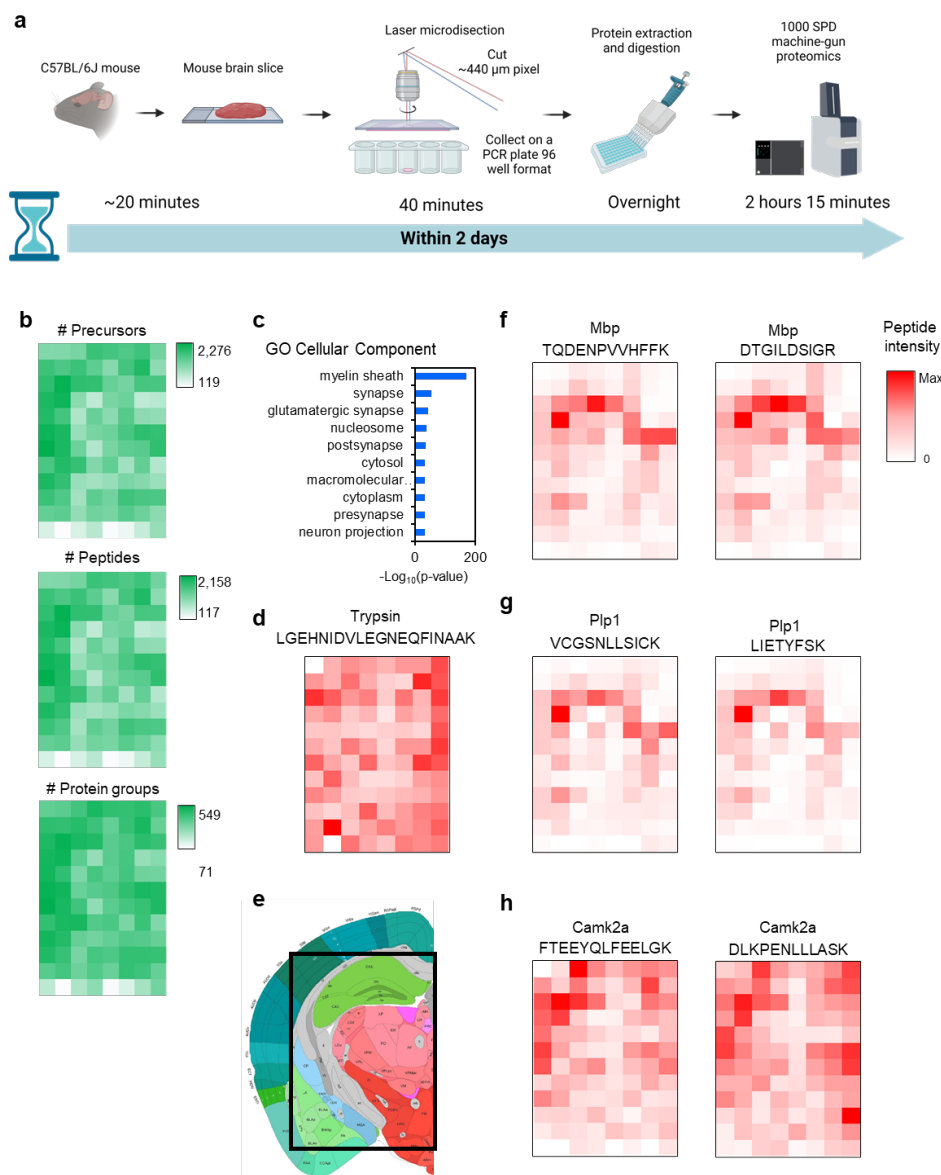 a
C57BL/6J mouse
Mouse brain slice
Laser microdisection
Cut
~440 µm pixel
Collect on a
PCR plate 96
well format
Protein extraction
and digestion
1000 SPD
machine-gun
proteomics
~20 minutes
40 minutes
Overnight
2 hours 15 minutes
Within 2 days
b
# Precursors
2,276
119
# Peptides
2,158
117
# Protein groups
549
71
c
GO Cellular Component
myelin sheath
synapse
glutamatergic synapse
nucleosome
postsynapse
cytosol
macromolecular..
cytoplasm
presynapse
neuron projection
0
200
-Log10(p-value)
d
Trypsin
LGEHNIDVLEGNEQFINAAK
e
f
Mbp
TQDENPVVHFFK
Mbp
DTGILDSIGR
Peptide
intensity
Max
0
g
Plp1
VCGSNLLSICK
Plp1
LIETYFSK
h
Camk2a
FTEEYQLFEELGK
Camk2a
DLKPENLLLASK